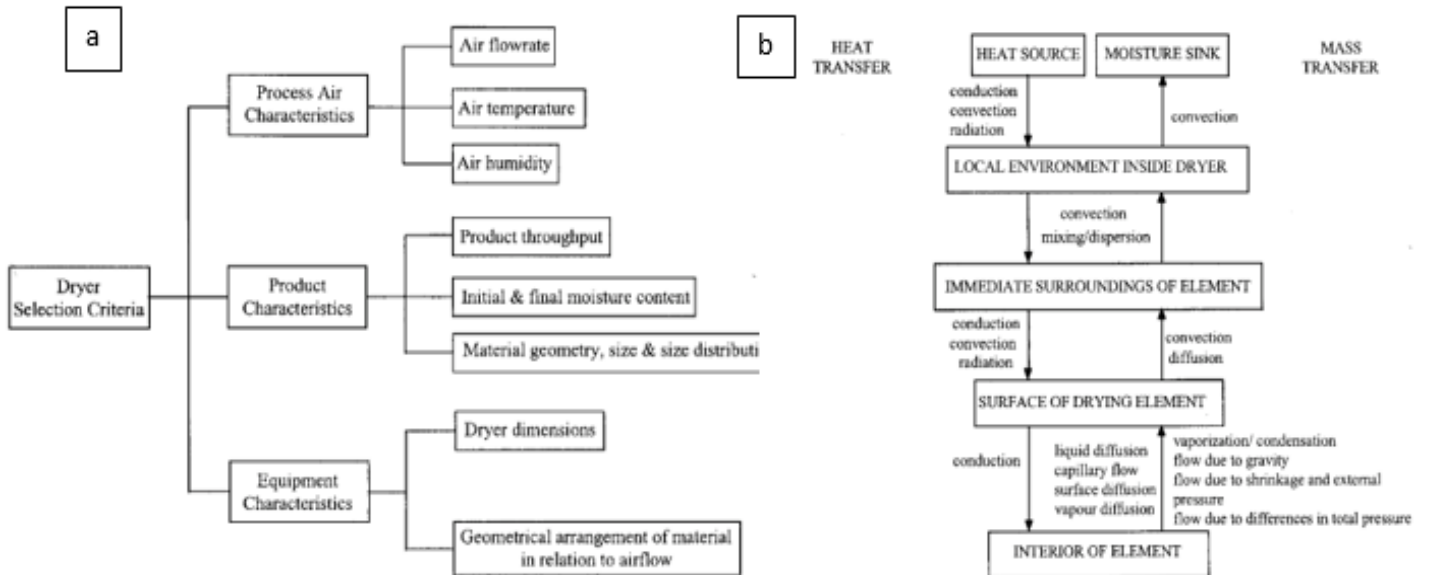 a
Air flowrate
Process Air
Characteristics
Air temperature
Air humidity
Product throughput
Dryer
Selection Criteria
Product
Characteristics
Initial & final moisture content
Material geometry, size & size distributi
Dryer dimensions
Equipment
Characteristics
Geometrical arrangement of material
in relation to airflow
b
HEAT
TRANSFER
HEAT SOURCE
MOISTURE SINK
MASS
TRANSFER
conduction
convection
radiation
convection
LOCAL ENVIRONMENT INSIDE DRYER
convection
mixing/dispersion
IMMEDIATE SURROUNDINGS OF ELEMENT
conduction
convection
radiation
convection
diffusion
SURFACE OF DRYING ELEMENT
conduction
liquid diffusion
capillary flow
surface diffusion
vapour diffusion
vaporization/ condensation
flow due to gravity
flow due to shrinkage and external
pressure
flow due to differences in total pressure
INTERIOR OF ELEMENT